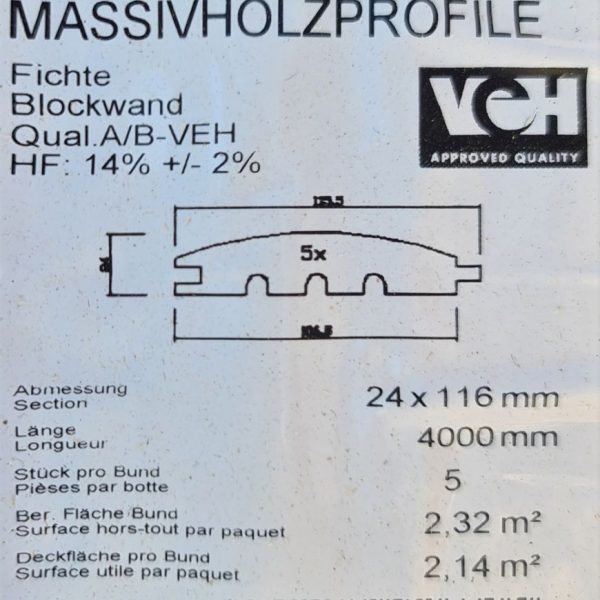 MASSIVHOLZPROFILE
Fichte
Blockwand
Qual.A/B-VEH
HF: 14% +/- 2%
VeH
APPROVED QUALITY
5x
Abmessung
Section
24 x 116 mm
Länge
Longueur
4000 mm
Stück pro Bund
Pièses par botte
5
Ber. Fläche Bund
Surface hors-tout par paquet
2,32 m²
Deckfläche pro Bund
Surface utile par paquet
2,14 m²